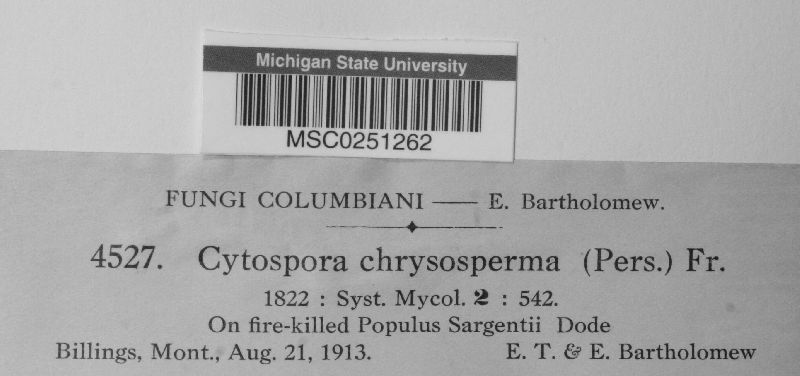 Michigan State University
MSC0251262
FUNGI COLUMBIANI — E. Bartholomew.
4527. Cytospora chrysosperma (Pers.) Fr.
1822 : Syst. Mycol. 2 : 542.
On fire-killed Populus Sargentii Dode
Billings, Mont., Aug. 21, 1913. E. T. & E. Bartholomew